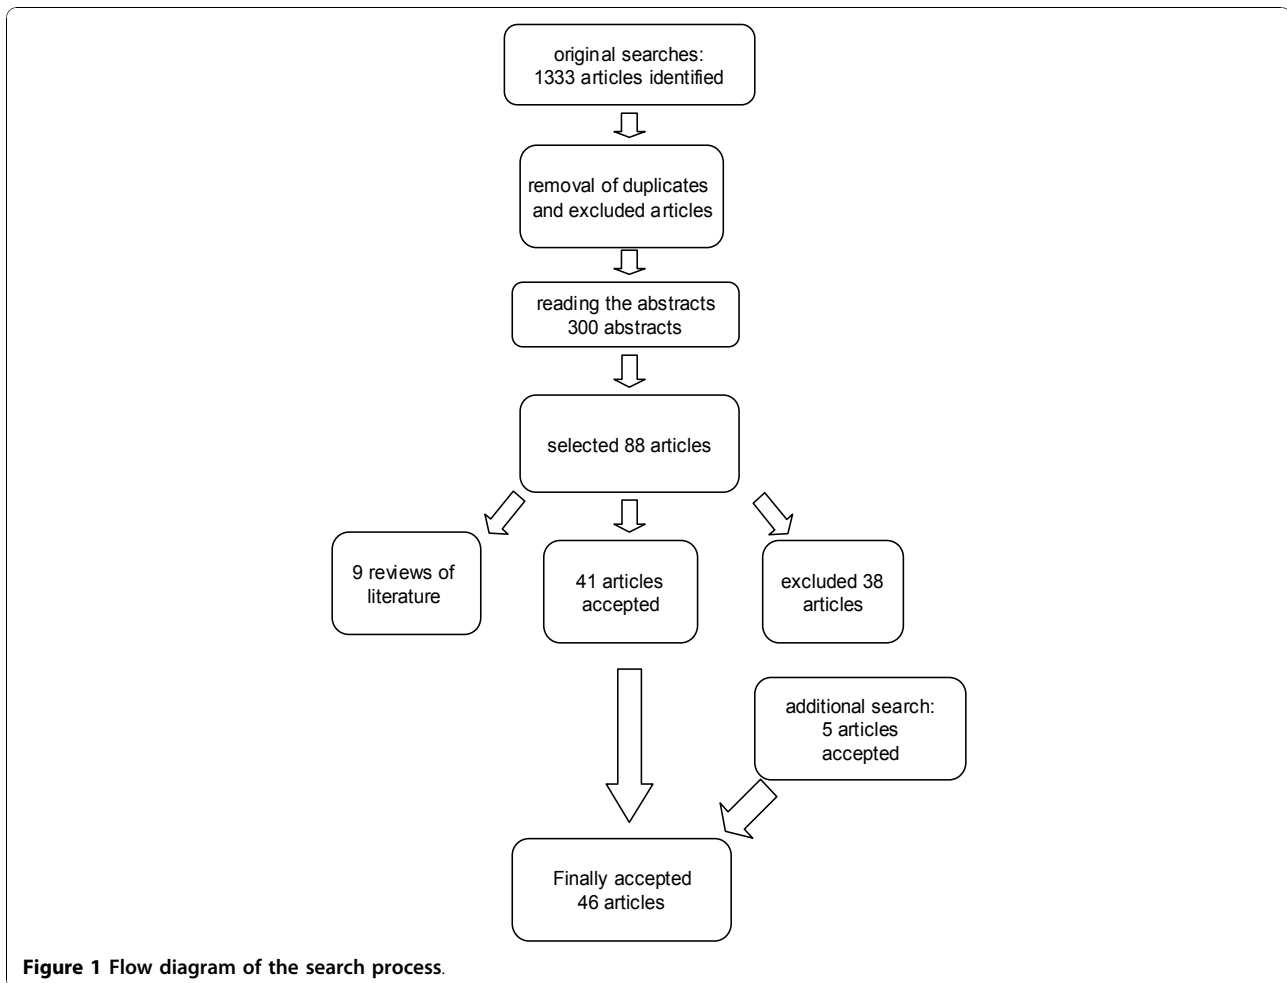 original searches:
1333 articles identified
removal of duplicates
and excluded articles
reading the abstracts
300 abstracts
selected 88 articles
9 reviews of
literature
41 articles
accepted
excluded 38
articles
additional search:
5 articles
accepted
Finally accepted
46 articles
Figure 1 Flow diagram of the search process.